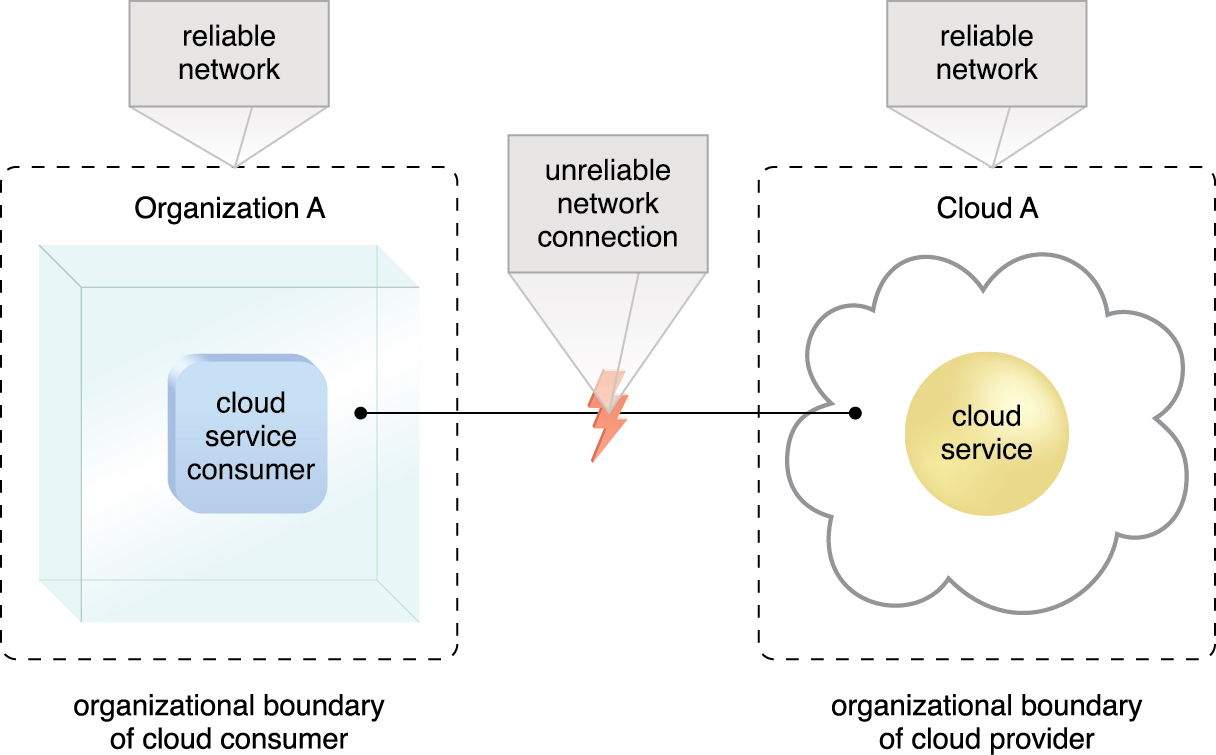 reliable
network
reliable
network
unreliable
network
connection
Organization A
Cloud A
cloud
service
consumer
cloud
service
organizational boundary
of cloud consumer
organizational boundary
of cloud provider